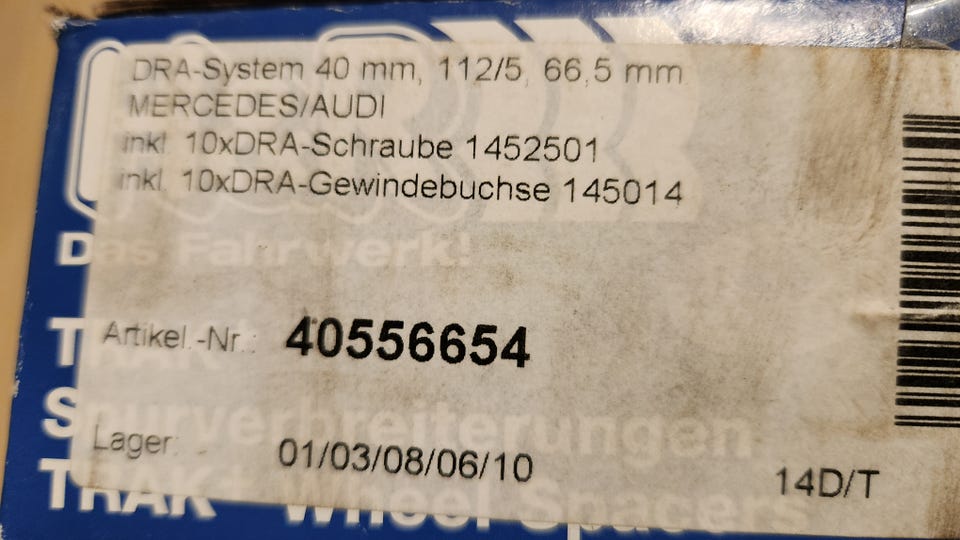 DRA-System 40 mm, 112/5, 66,5 mm
MERCEDES/AUDI
inkl. 10xDRA-Schraube 1452501
inkl. 10xDRA-Gewindebuchse 145014
Das Fahrwerk!
Artikel.-Nr.: 40556654
Spurverbreiterungen
Lager: 01/03/08/06/10
14D/T
TRAK+ Wheel Spacers